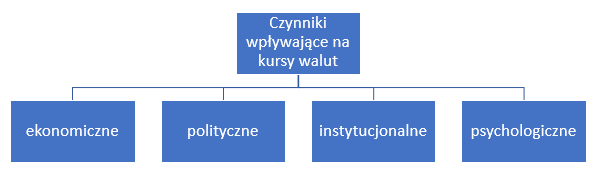 Czynniki
wpływające na
kursy walut
ekonomiczne
polityczne
instytucjonalne
psychologiczne